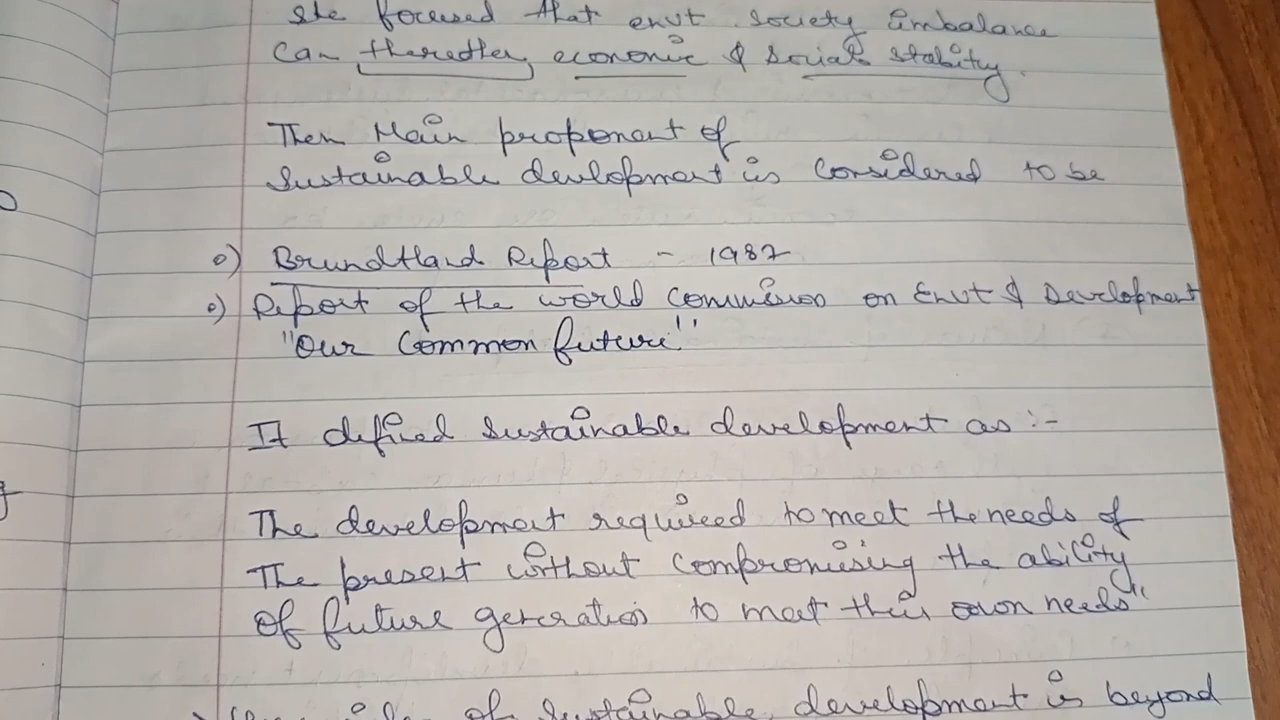 She focused that envt society imbalance
can economic & social stability.
Then Main proponent of
Sustainable development is considered to be
Brundtland Report - 1987
Report of the world Commission on Envt & Development
"Our Common future"
It defined Sustainable development as :-
The development required to meet the needs of
The present without compromising the ability
Of future generation to meet their own needs"
of Sustainable development is beyond